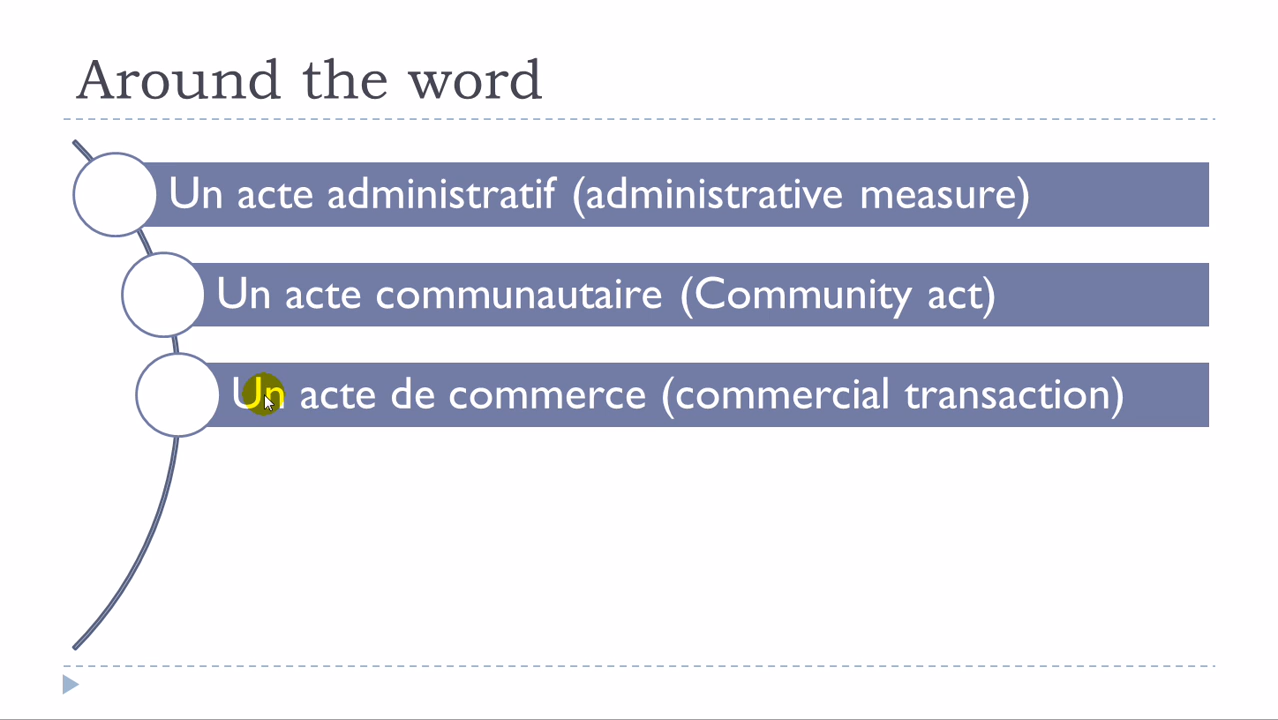 Around the word
Un acte administratif (administrative measure)
Un acte communautaire (Community act)
Un acte de commerce (commercial transaction)